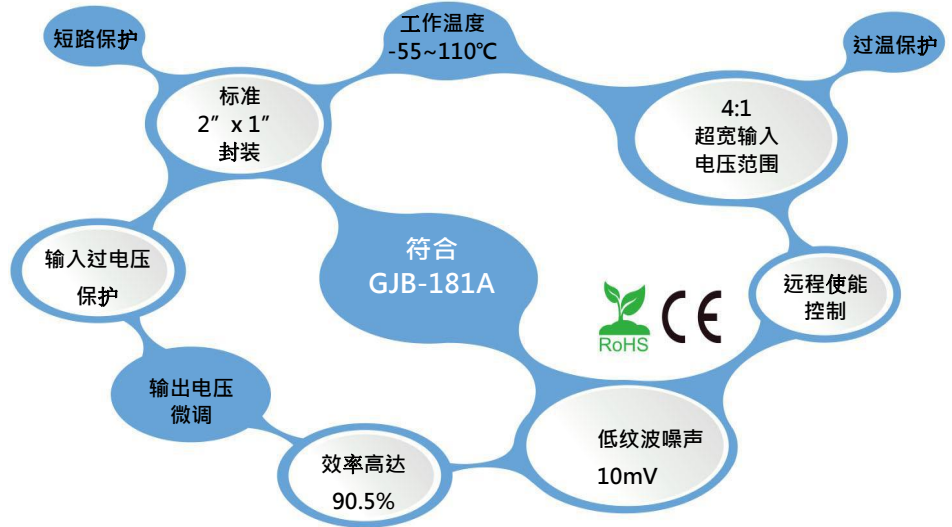 短路保护
工作温度
-55~110℃
过温保护
标准
2” x 1”
封装
4:1
超宽输入
电压范围
输入过电压
保护
符合
GJB-181A
远程使能
控制
RoHS
CE
输出电压
微调
低纹波噪声
10mV
效率高达
90.5%